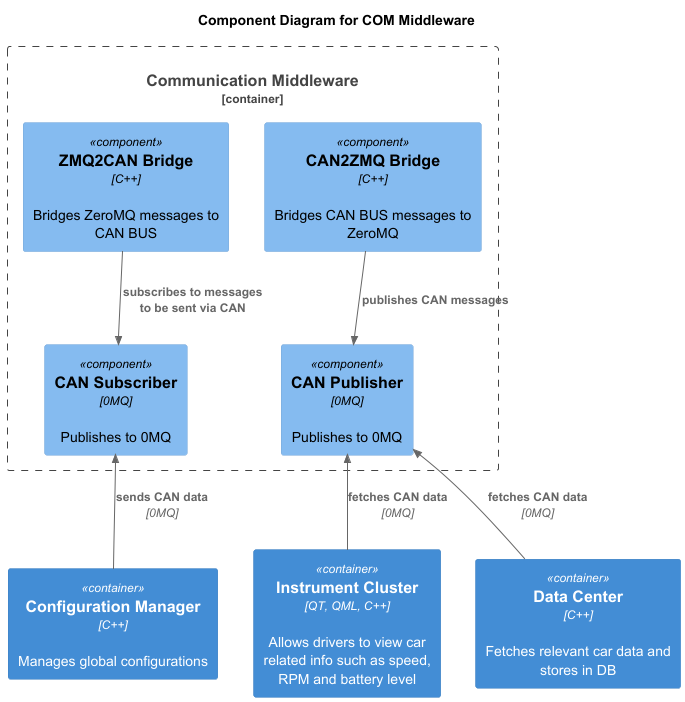 Component Diagram for COM Middleware
Communication Middleware
[container]
«component»
ZMQ2CAN Bridge
[C++]
Bridges ZeroMQ messages to
CAN BUS
«component»
CAN2ZMQ Bridge
[C++]
Bridges CAN BUS messages to
ZeroMQ
subscribes to messages
to be sent via CAN
publishes CAN messages
«component»
CAN Subscriber
[0MQ]
Publishes to 0MQ
«component»
CAN Publisher
[0MQ]
Publishes to 0MQ
sends CAN data
[0MQ]
fetches CAN data
[0MQ]
fetches CAN data
[0MQ]
«container»
Configuration Manager
[C++]
Manages global configurations
«container»
Instrument Cluster
[QT, QML, C++]
Allows drivers to view car
related info such as speed,
RPM and battery level
«container»
Data Center
[C++]
Fetches relevant car data and
stores in DB